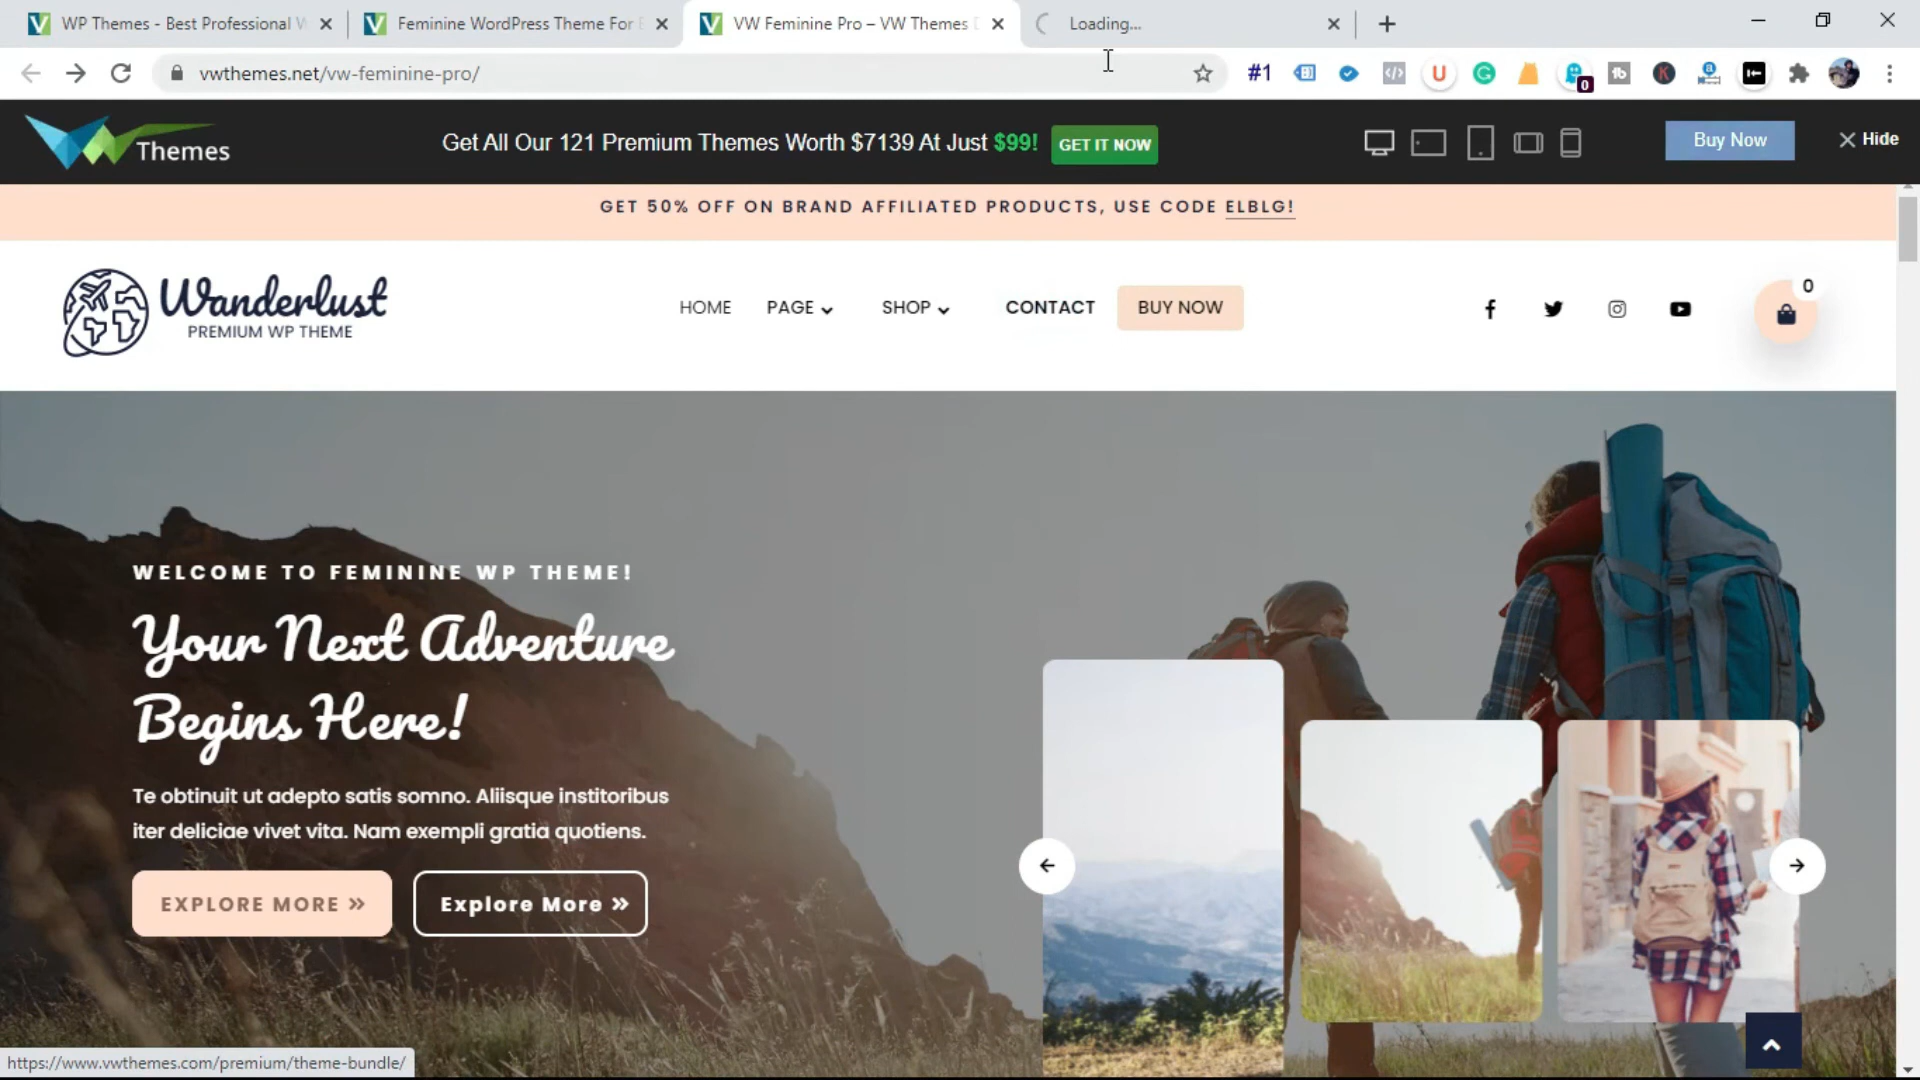 WP Themes - Best Professional W
Feminine WordPress Theme For B
VW Feminine Pro – VW Themes D
Loading...
vwthemes.net/vw-feminine-pro/
#1
U
G
tb
K
a
0
Themes
Get All Our 121 Premium Themes Worth $7139 At Just $99!
GET IT NOW
Buy Now
Hide
GET 50% OFF ON BRAND AFFILIATED PRODUCTS, USE CODE ELBLG!
Wanderlust
PREMIUM WP THEME
HOME
PAGE
SHOP
CONTACT
BUY NOW
0
WELCOME TO FEMININE WP THEME!
Your Next Adventure
Begins Here!
Te obtinuit ut adepto satis somno. Aliisque institoribus
iter deliciae vivet vita. Nam exempli gratia quotiens.
EXPLORE MORE »
Explore More »
https://www.vwthemes.com/premium/theme-bundle/